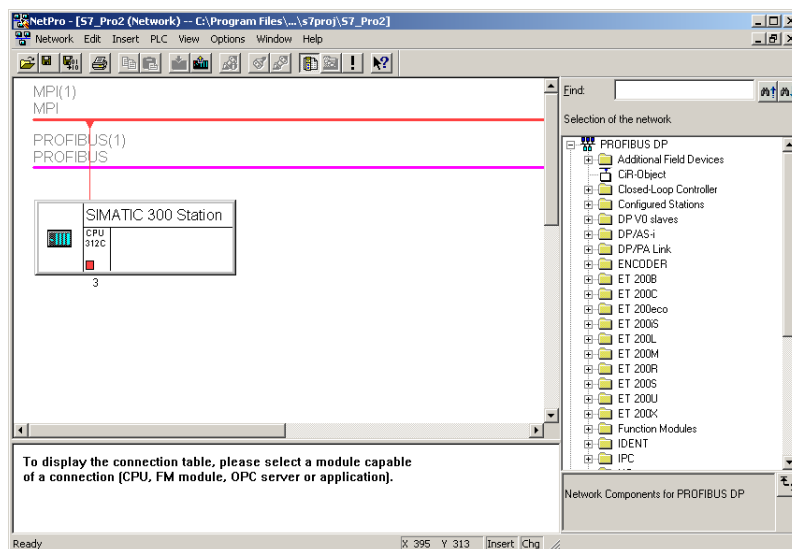 NetPro - [S7_Pro2 (Network) -- C:\Program Files\...\s7proj\S7_Pro2]
Network Edit Insert PLC View Options Window Help
MPI(1)
MPI
PROFIBUS(1)
PROFIBUS
SIMATIC 300 Station
CPU
312C
3
Find:
Selection of the network
PROFIBUS DP
Additional Field Devices
CiR-Object
Closed-Loop Controller
Configured Stations
DP V0 slaves
DP/AS-i
DP/PA Link
ENCODER
ET 200B
ET 200C
ET 200eco
ET 200iS
ET 200L
ET 200M
ET 200R
ET 200S
ET 200U
ET 200X
Function Modules
IDENT
IPC
To display the connection table, please select a module capable
of a connection (CPU, FM module, OPC server or application).
Network Components for PROFIBUS DP
Ready
X 395 Y 313 Insert Chg